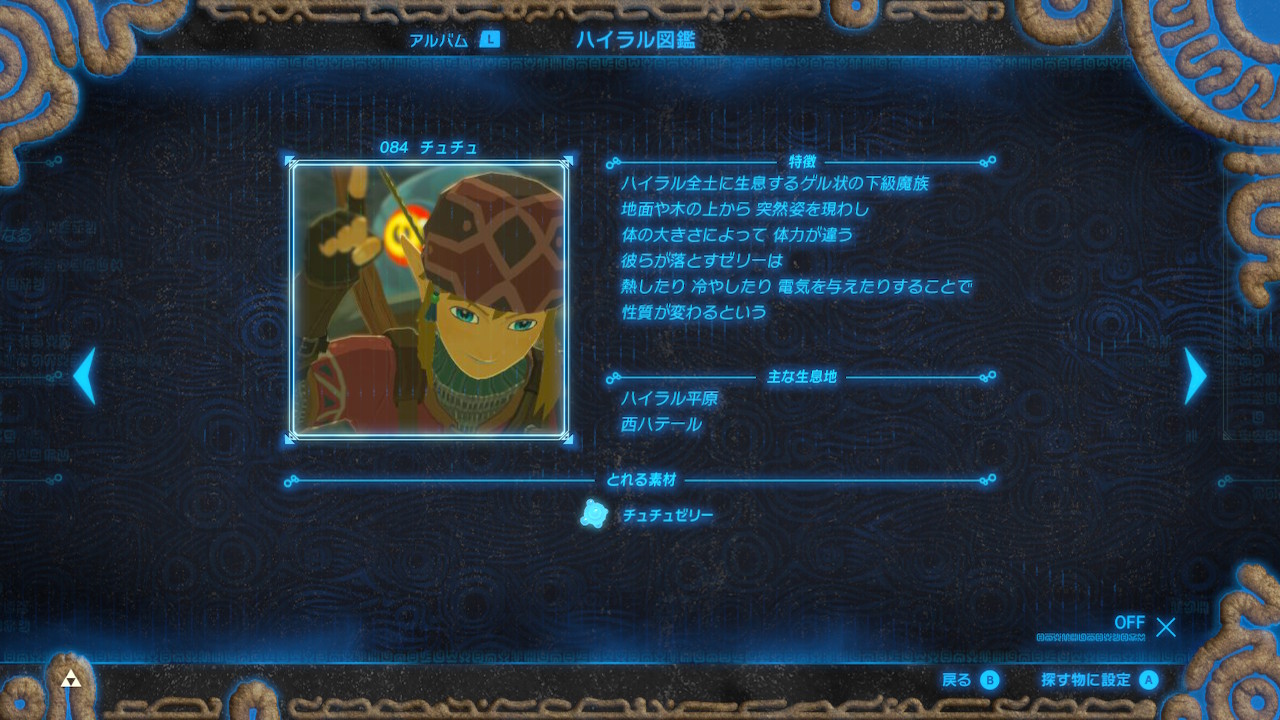 アルバム L
ハイラル図鑑
084 チュチュ
特徴
ハイラル全土に生息するゲル状の下級魔族
地面や木の上から 突然姿を現わし
体の大きさによって 体力が違う
彼らが落とすゼリーは
熱したり 冷やしたり 電気を与えたりすることで
性質が変わるという
主な生息地
ハイラル平原
西ハテール
とれる素材
チュチュゼリー
OFF
戻る B
探す物に設定 A